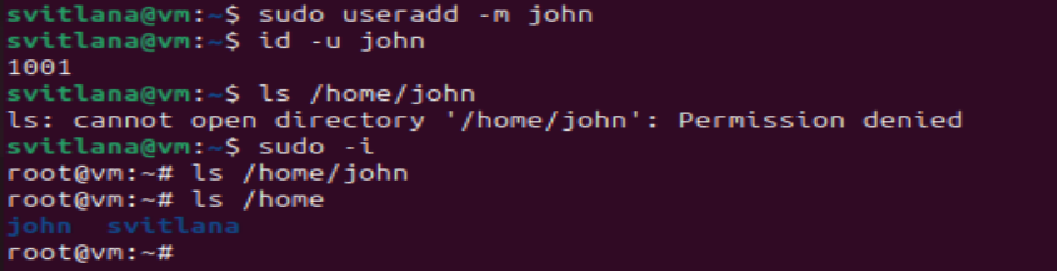 svitlana@vm:~$ sudo useradd -m john
svitlana@vm:~$ id -u john
1001
svitlana@vm:~$ ls /home/john
ls: cannot open directory '/home/john': Permission denied
svitlana@vm:~$ sudo -i
root@vm:~# ls /home/john
root@vm:~# ls /home
john  svitlana
root@vm:~#